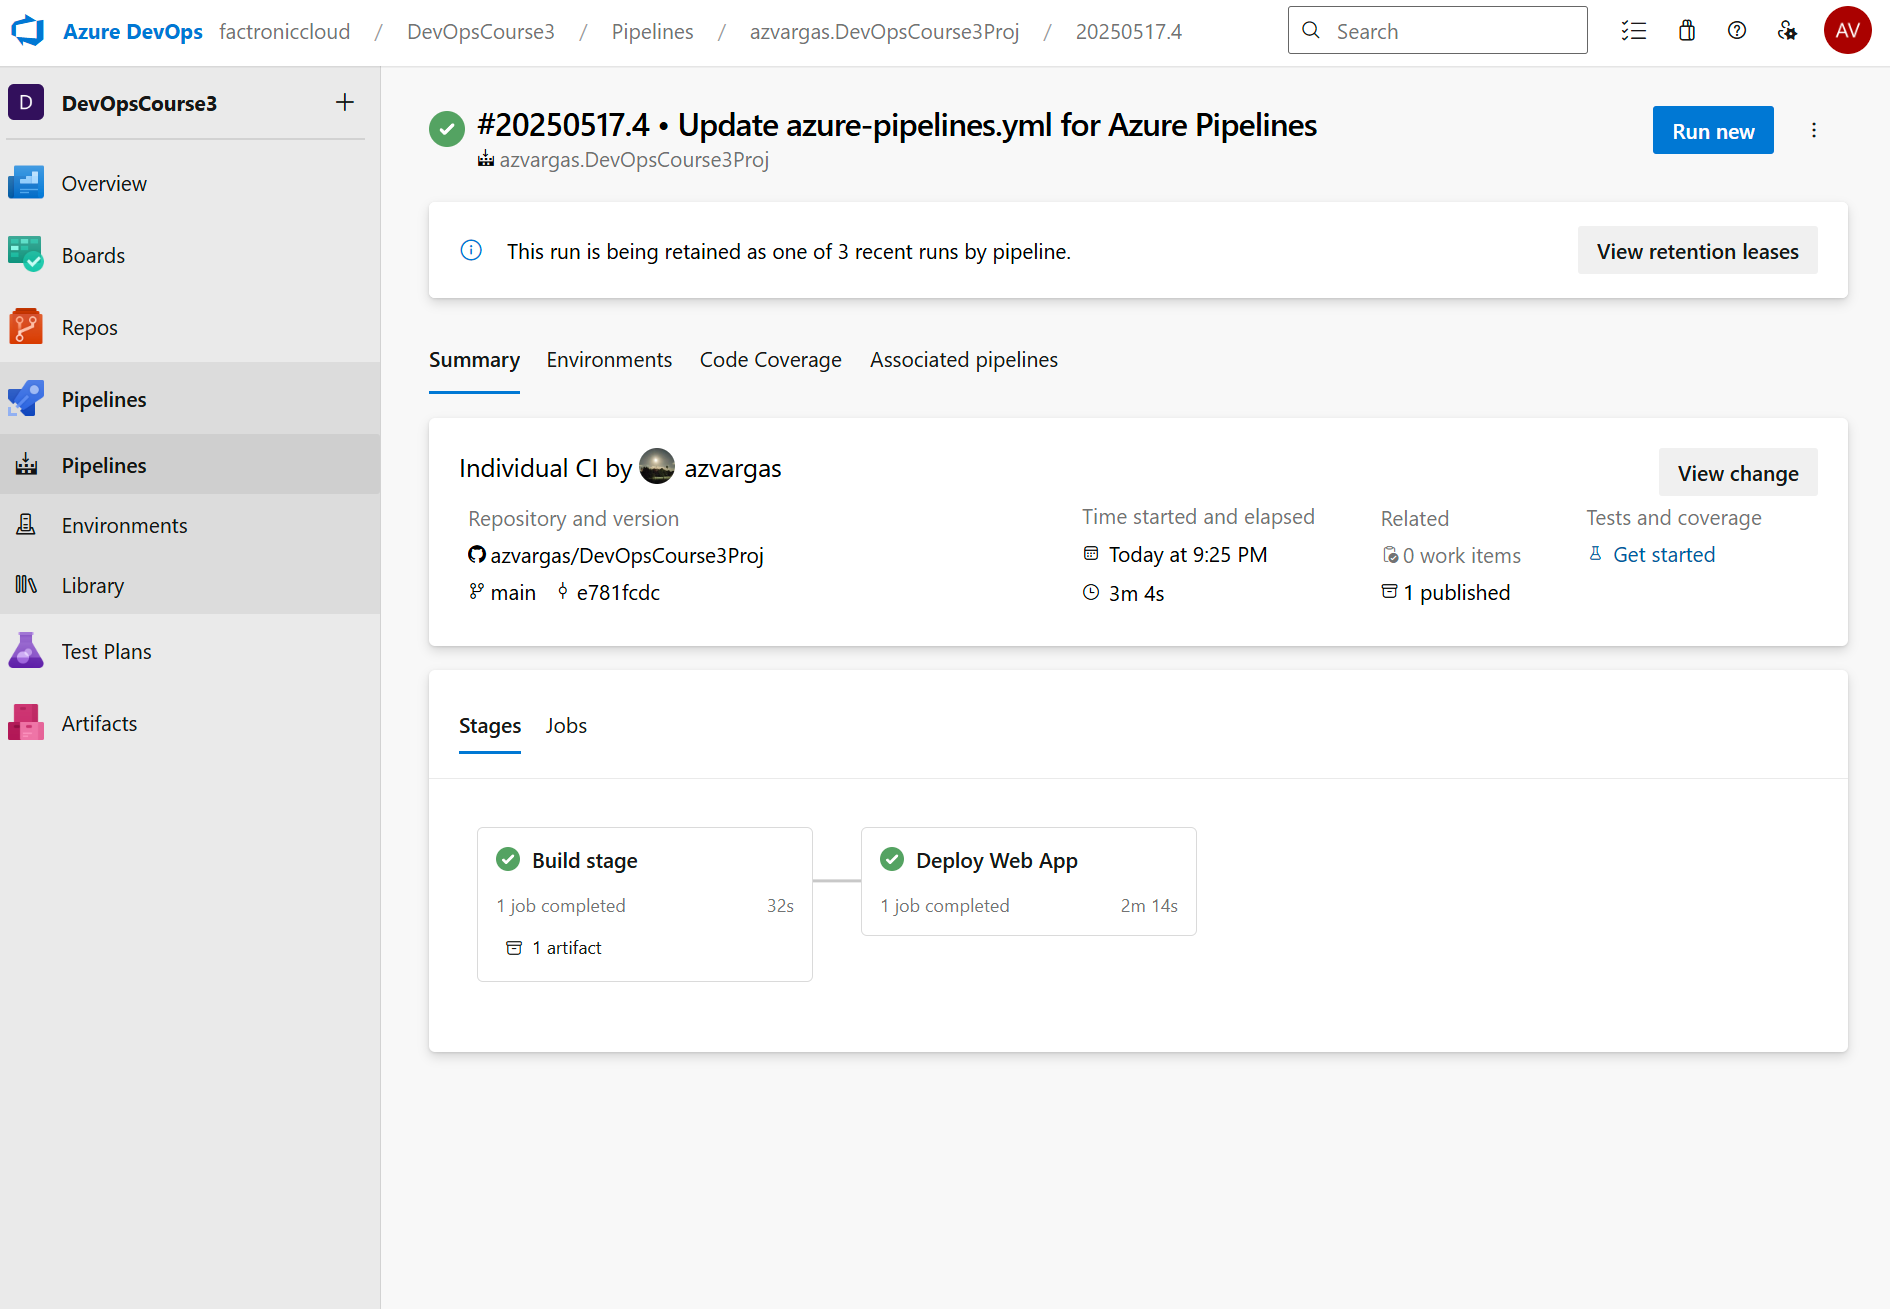 Azure DevOps factroniccloud / DevOpsCourse3 / Pipelines / azvargas.DevOpsCourse3Proj / 20250517.4
Search
AV
D DevOpsCourse3
Overview
Boards
Repos
Pipelines
Pipelines
Environments
Library
Test Plans
Artifacts
#20250517.4 • Update azure-pipelines.yml for Azure Pipelines
azvargas.DevOpsCourse3Proj
Run new
This run is being retained as one of 3 recent runs by pipeline.
View retention leases
Summary Environments Code Coverage Associated pipelines
Individual CI by azvargas
View change
Repository and version
azvargas/DevOpsCourse3Proj
main e781fcdc
Time started and elapsed
Today at 9:25 PM
3m 4s
Related
0 work items
1 published
Tests and coverage
Get started
Stages Jobs
Build stage
1 job completed 32s
1 artifact
Deploy Web App
1 job completed 2m 14s